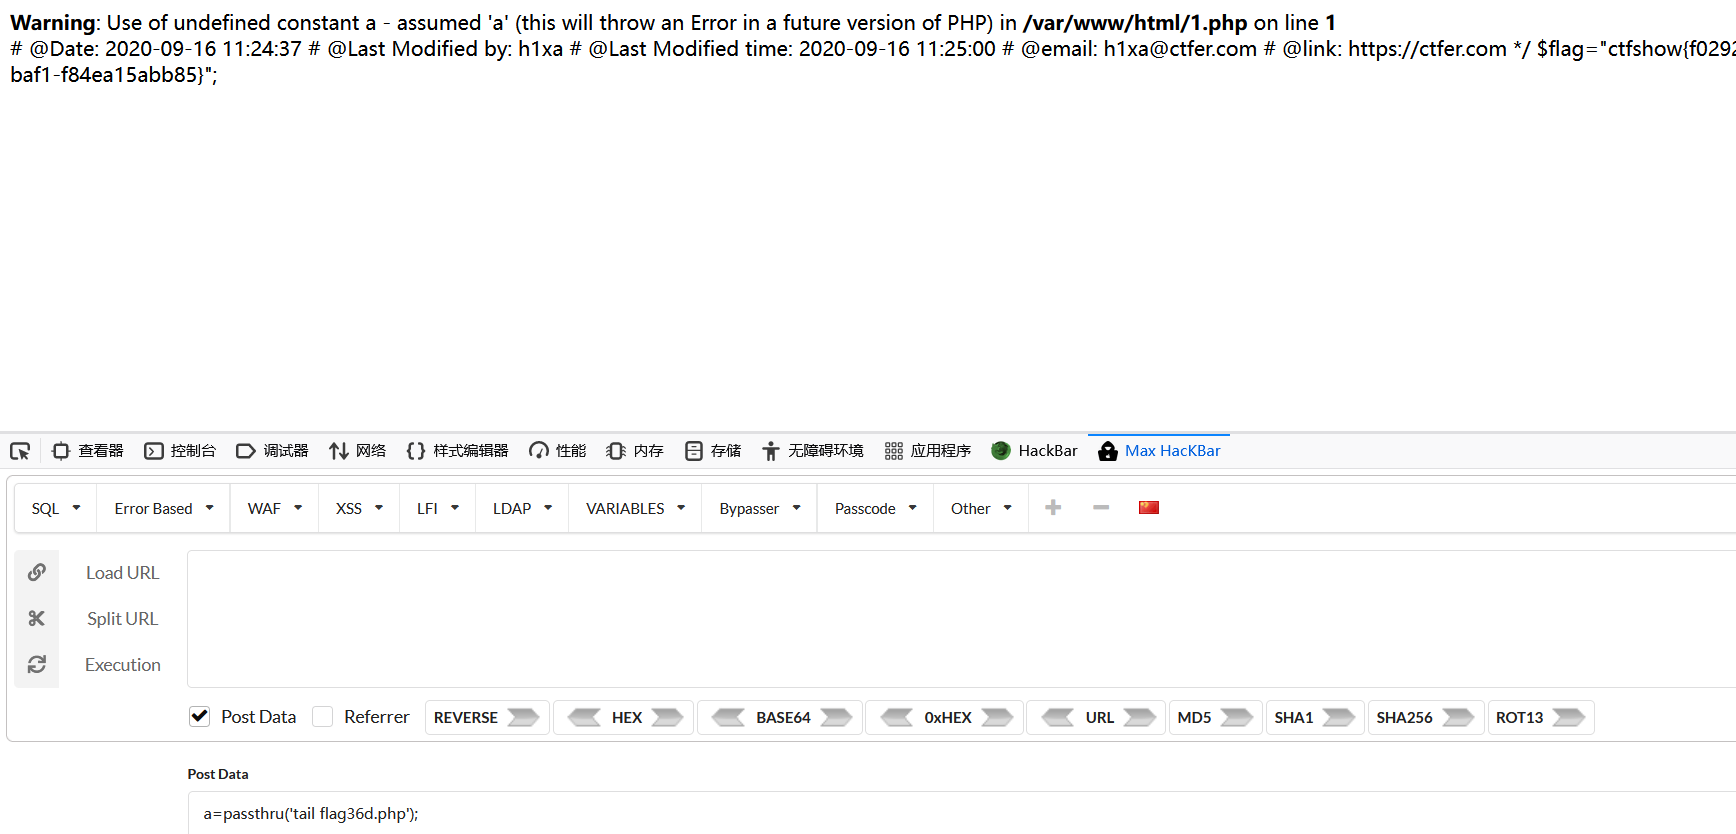 Warning: Use of undefined constant a - assumed 'a' (this will throw an Error in a future version of PHP) in /var/www/html/1.php on line 1
# @Date: 2020-09-16 11:24:37 # @Last Modified by: h1xa # @Last Modified time: 2020-09-16 11:25:00 # @email: h1xa@ctfer.com # @link: https://ctfer.com */ $flag="ctfshow{f0292
baf1-f84ea15abb85}";
查看器 控制台 调试器 网络 样式编辑器 性能 内存 存储 无障碍环境 应用程序 HackBar Max HacKBar
SQL Error Based WAF XSS LFI LDAP VARIABLES Bypasser Passcode Other
Load URL
Split URL
Execution
Post Data Referrer REVERSE HEX BASE64 0xHEX URL MD5 SHA1 SHA256 ROT13
Post Data
a=passthru('tail flag36d.php');